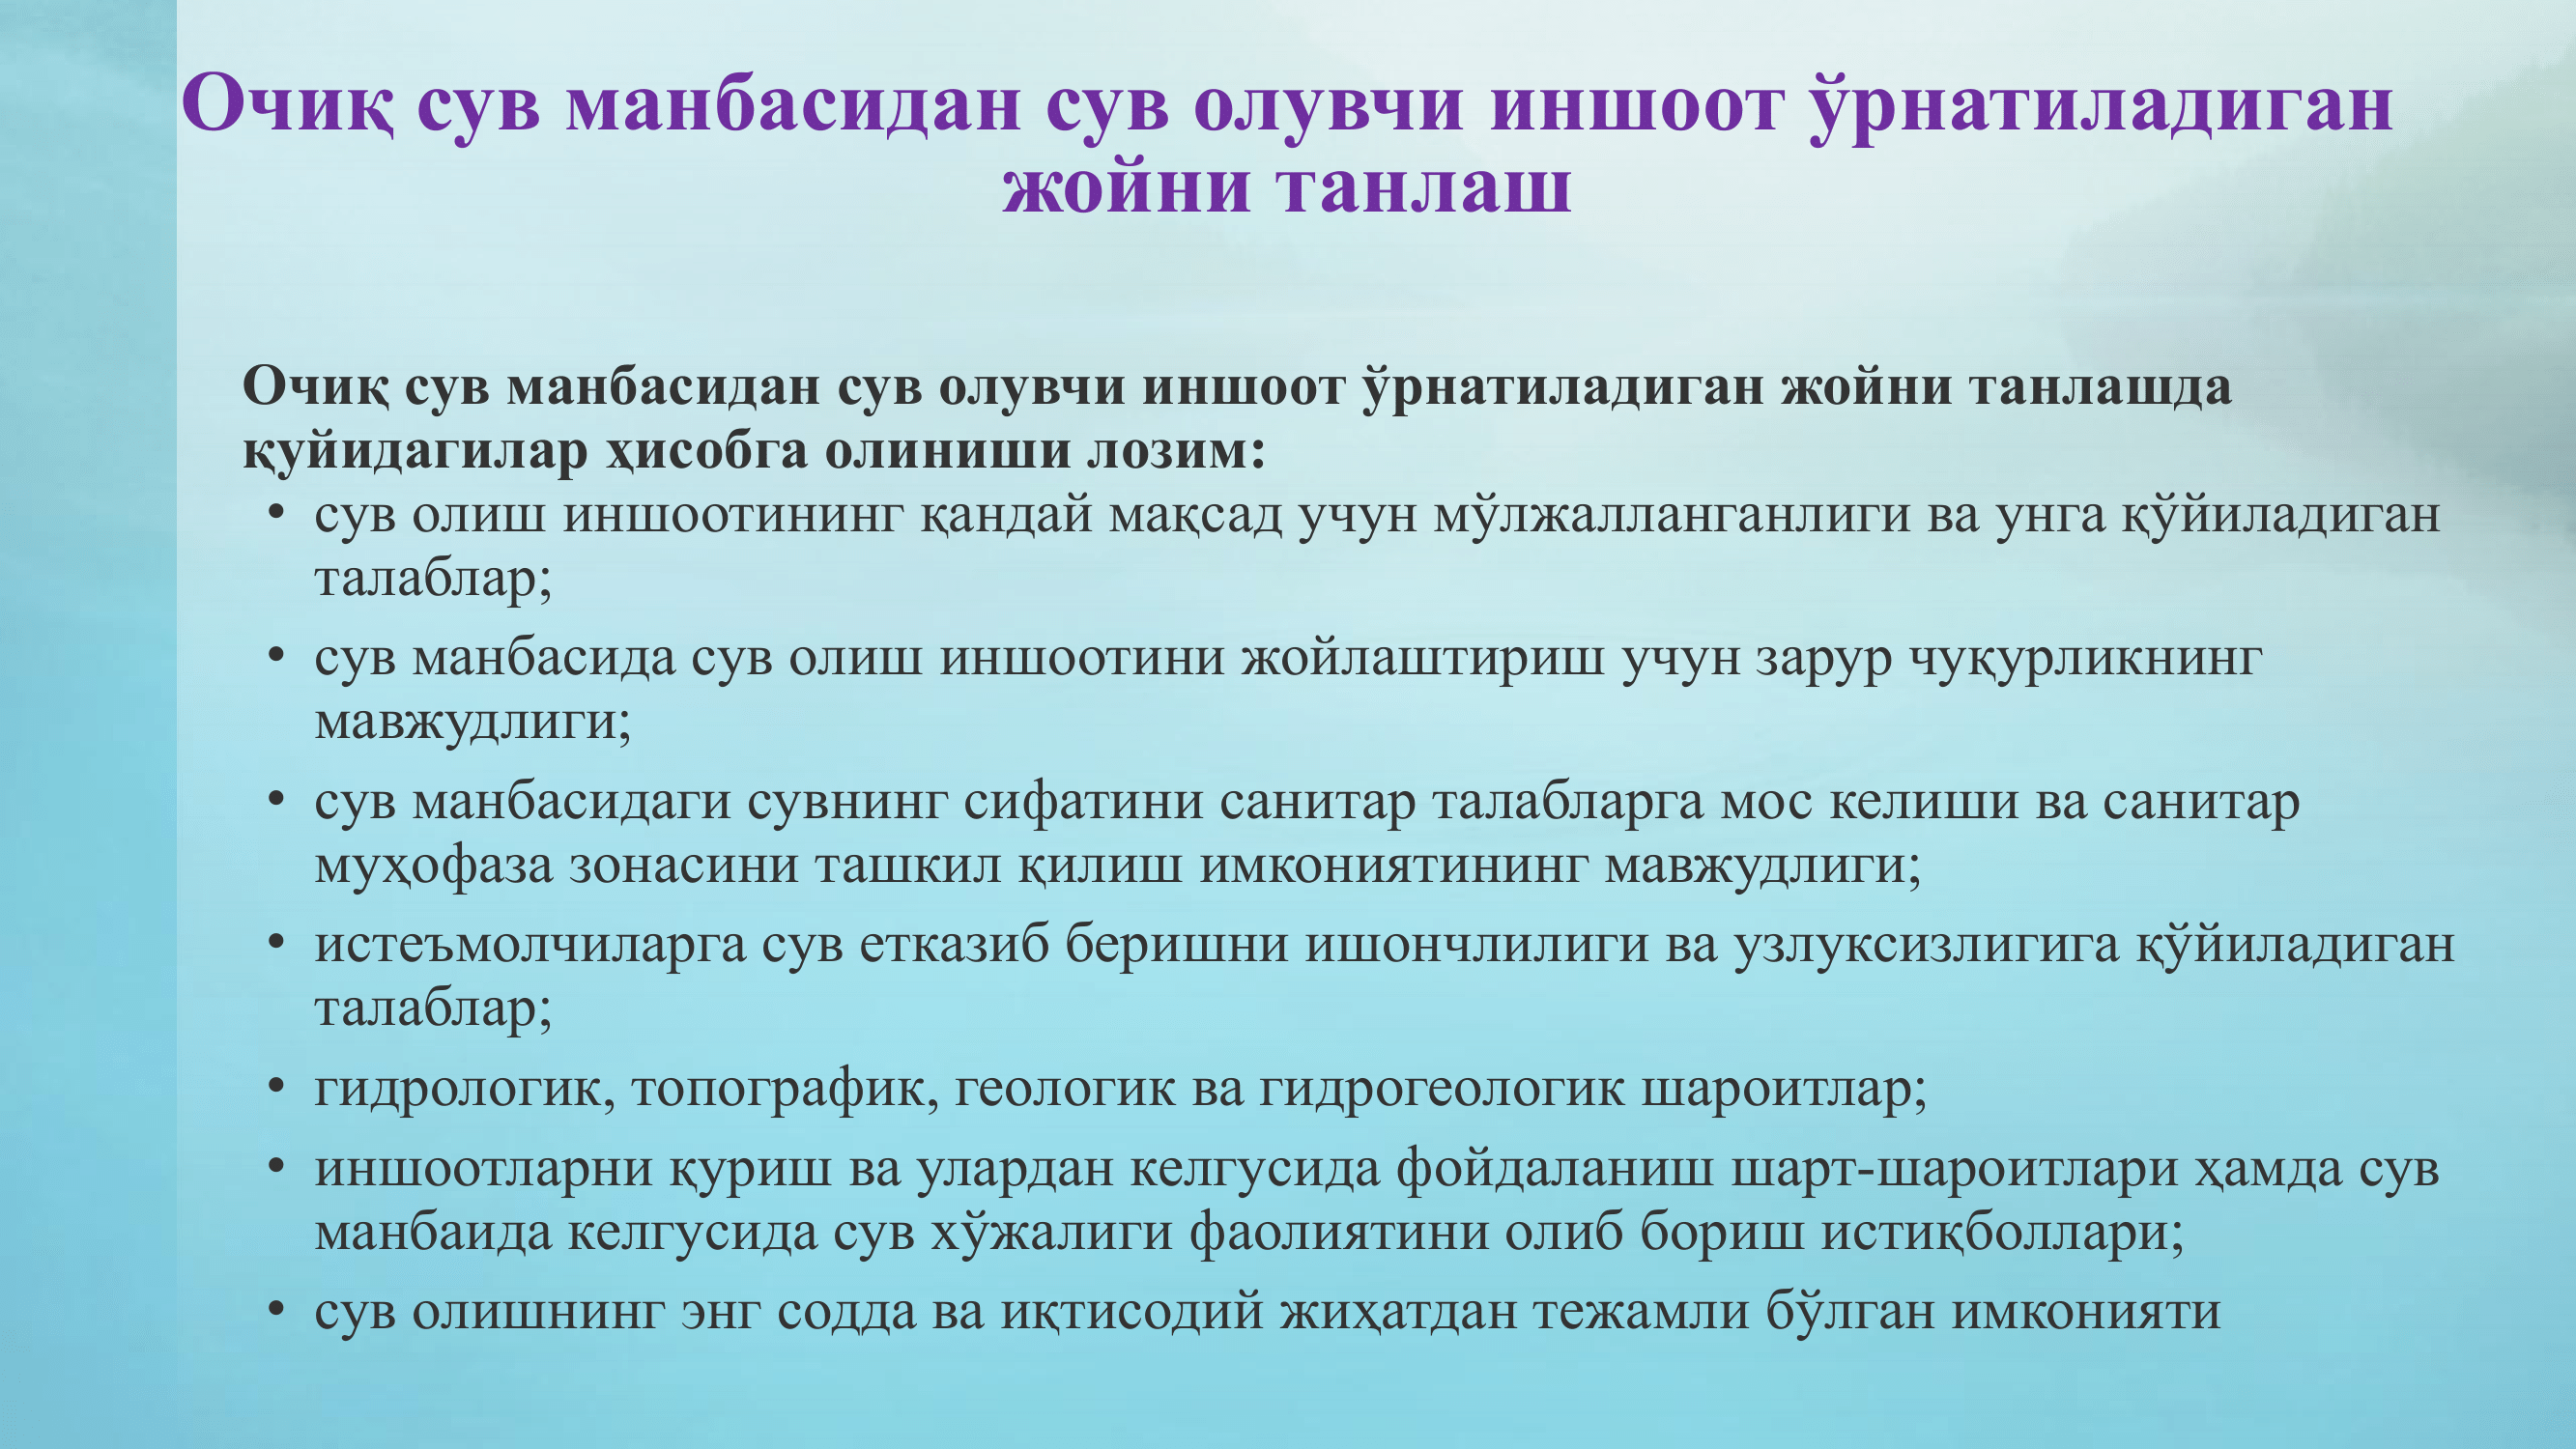 Очиқ сув манбасидан сув олувчи иншоот ўрнатиладиган
жойни танлаш
Очиқ сув манбасидан сув олувчи иншоот ўрнатиладиган жойни танлашда
қуйидагилар ҳисобга олиниши лозим:
• сув олиш иншоотининг қандай мақсад учун мўлжалланганлиги ва унга қўйиладиган
талаблар;
• сув манбасида сув олиш иншоотини жойлаштириш учун зарур чуқурликнинг
мавжудлиги;
• сув манбасидаги сувнинг сифатини санитар талабларга мос келиши ва санитар
муҳофаза зонасини ташкил қилиш имкониятининг мавжудлиги;
• истеъмолчиларга сув етказиб беришни ишончлилиги ва узлуксизлигига қўйиладиган
талаблар;
• гидрологик, топографик, геологик ва гидрогеологик шароитлар;
• иншоотларни қуриш ва улардан келгусида фойдаланиш шарт-шароитлари ҳамда сув
манбаида келгусида сув хўжалиги фаолиятини олиб бориш истиқболлари;
• сув олишнинг энг содда ва иқтисодий жиҳатдан тежамли бўлган имконияти